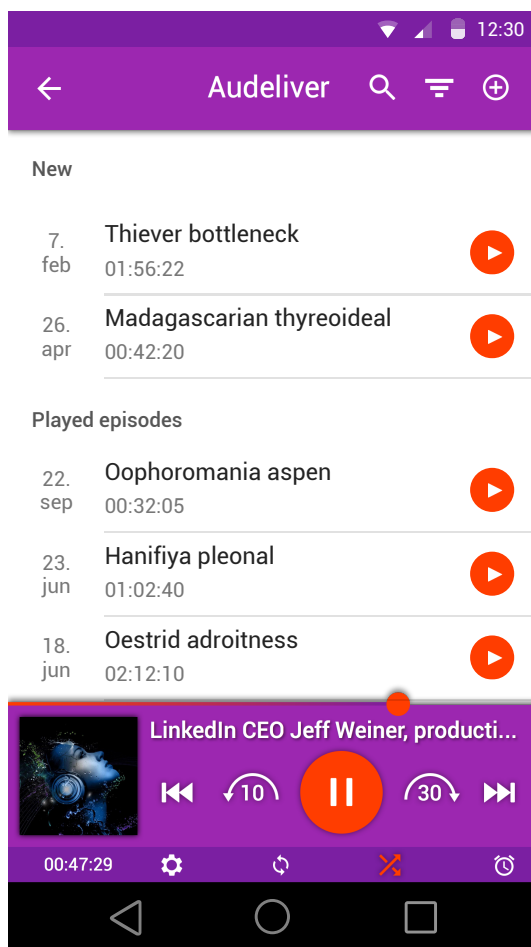 12:30
Audeliver
New
7. feb
Thiever bottleneck
01:56:22
26. apr
Madagascarian thyreoideal
00:42:20
Played episodes
22. sep
Oophoromania aspen
00:32:05
23. jun
Hanifiya pleonal
01:02:40
18. jun
Oestrid adroitness
02:12:10
LinkedIn CEO Jeff Weiner, producti...
10
30
00:47:29